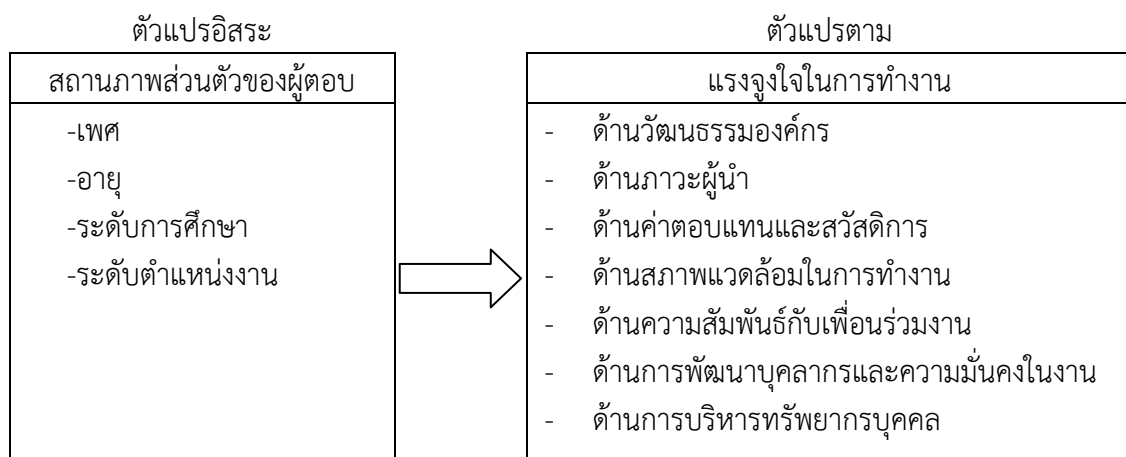 ตัวแปรอิสระ
สถานภาพส่วนตัวของผู้ตอบ
-เพศ
-อายุ
-ระดับการศึกษา
-ระดับตำแหน่งงาน
ตัวแปรตาม
แรงจูงใจในการทำงาน
- ด้านวัฒนธรรมองค์กร
- ด้านภาวะผู้นำ
- ด้านค่าตอบแทนและสวัสดิการ
- ด้านสภาพแวดล้อมในการทำงาน
- ด้านความสัมพันธ์กับเพื่อนร่วมงาน
- ด้านการพัฒนาบุคลากรและความมั่นคงในงาน
- ด้านการบริหารทรัพยากรบุคคล